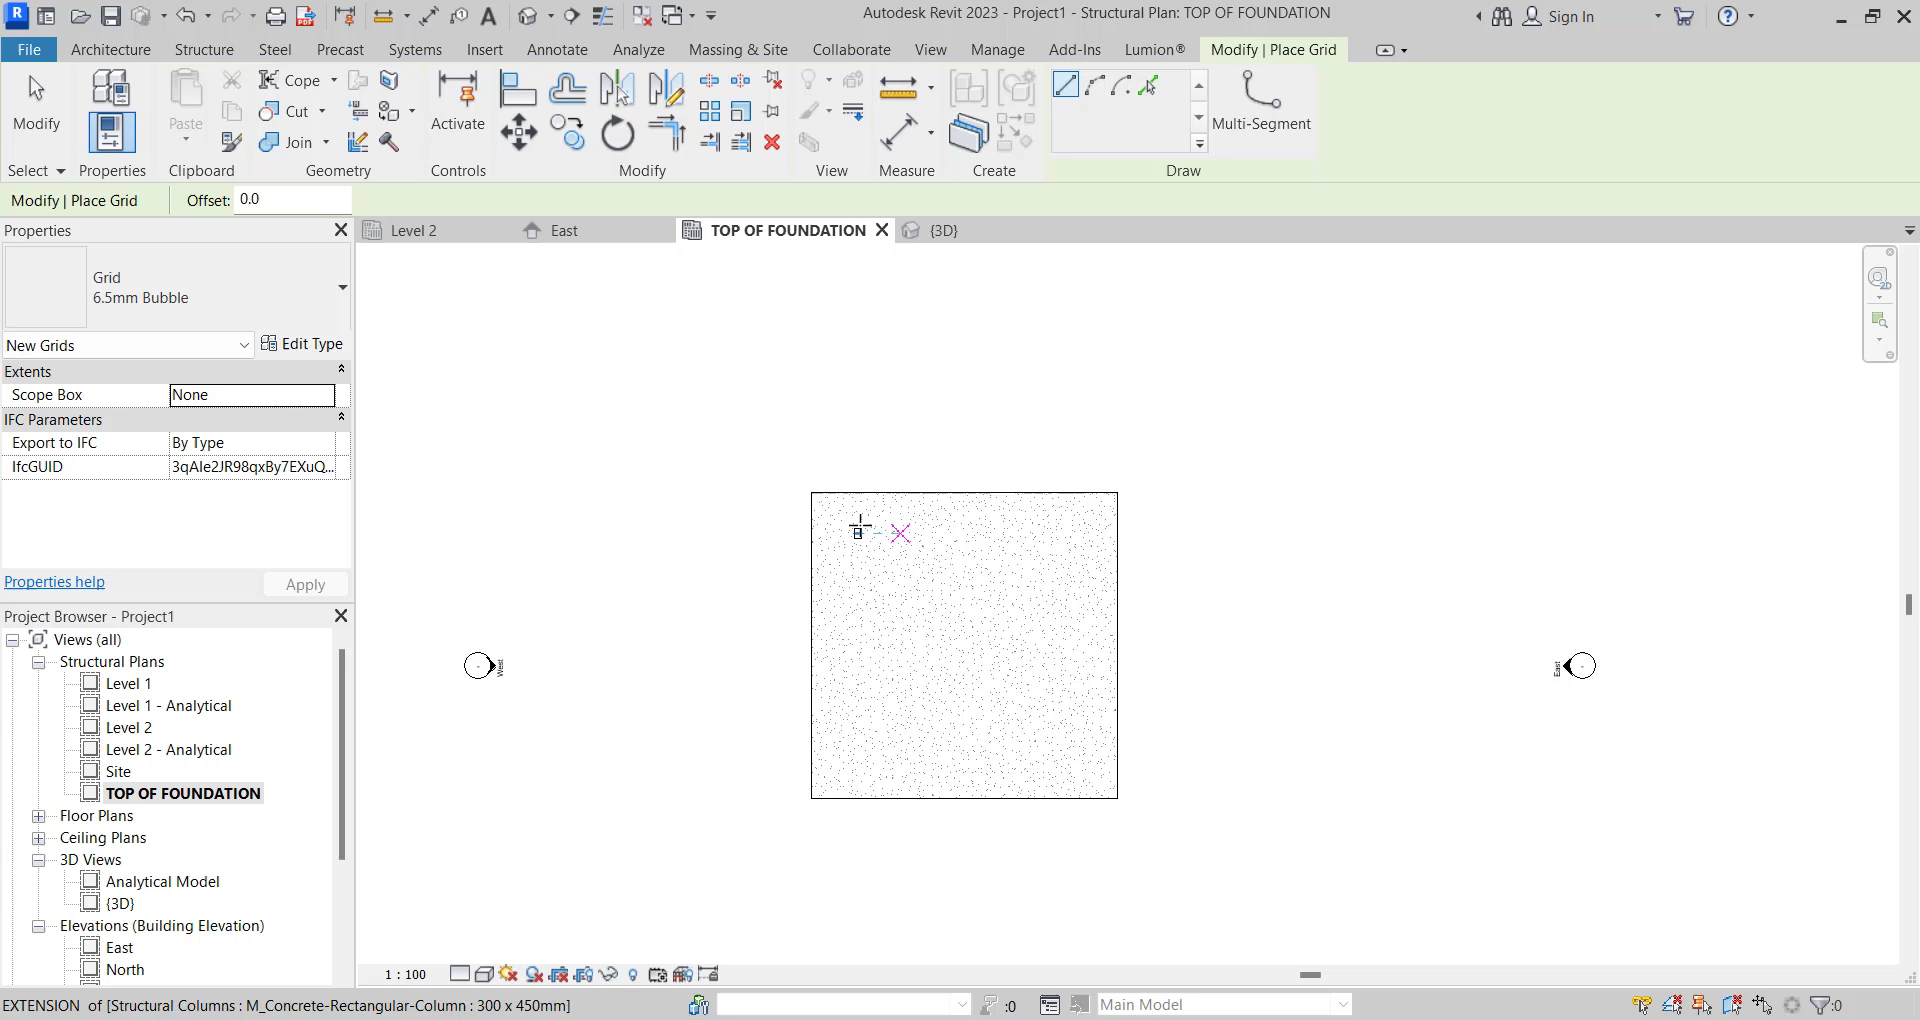 Autodesk Revit 2023 - Project1 - Structural Plan: TOP OF FOUNDATION
Sign In
File Architecture Structure Steel Precast Systems Insert Annotate Analyze Massing & Site Collaborate View Manage Add-Ins Lumion® Modify | Place Grid
Modify
Paste
Cope
Cut
Join
Activate
Multi-Segment
Select Properties Clipboard Geometry Controls Modify View Measure Create Draw
Modify | Place Grid Offset: 0.0
Properties
Level 2 East TOP OF FOUNDATION {3D}
Grid
6.5mm Bubble
New Grids Edit Type
Extents
Scope Box None
IFC Parameters
Export to IFC By Type
IfcGUID 3qAIe2JR98qxBy7EXuQ...
Properties help Apply
Project Browser - Project1
Views (all)
Structural Plans
Level 1
Level 1 - Analytical
Level 2
Level 2 - Analytical
Site
TOP OF FOUNDATION
Floor Plans
Ceiling Plans
3D Views
Analytical Model
{3D}
Elevations (Building Elevation)
East
North
West
East
2D
1 : 100
EXTENSION of [Structural Columns : M_Concrete-Rectangular-Column : 300 x 450mm]
:0
Main Model
:0